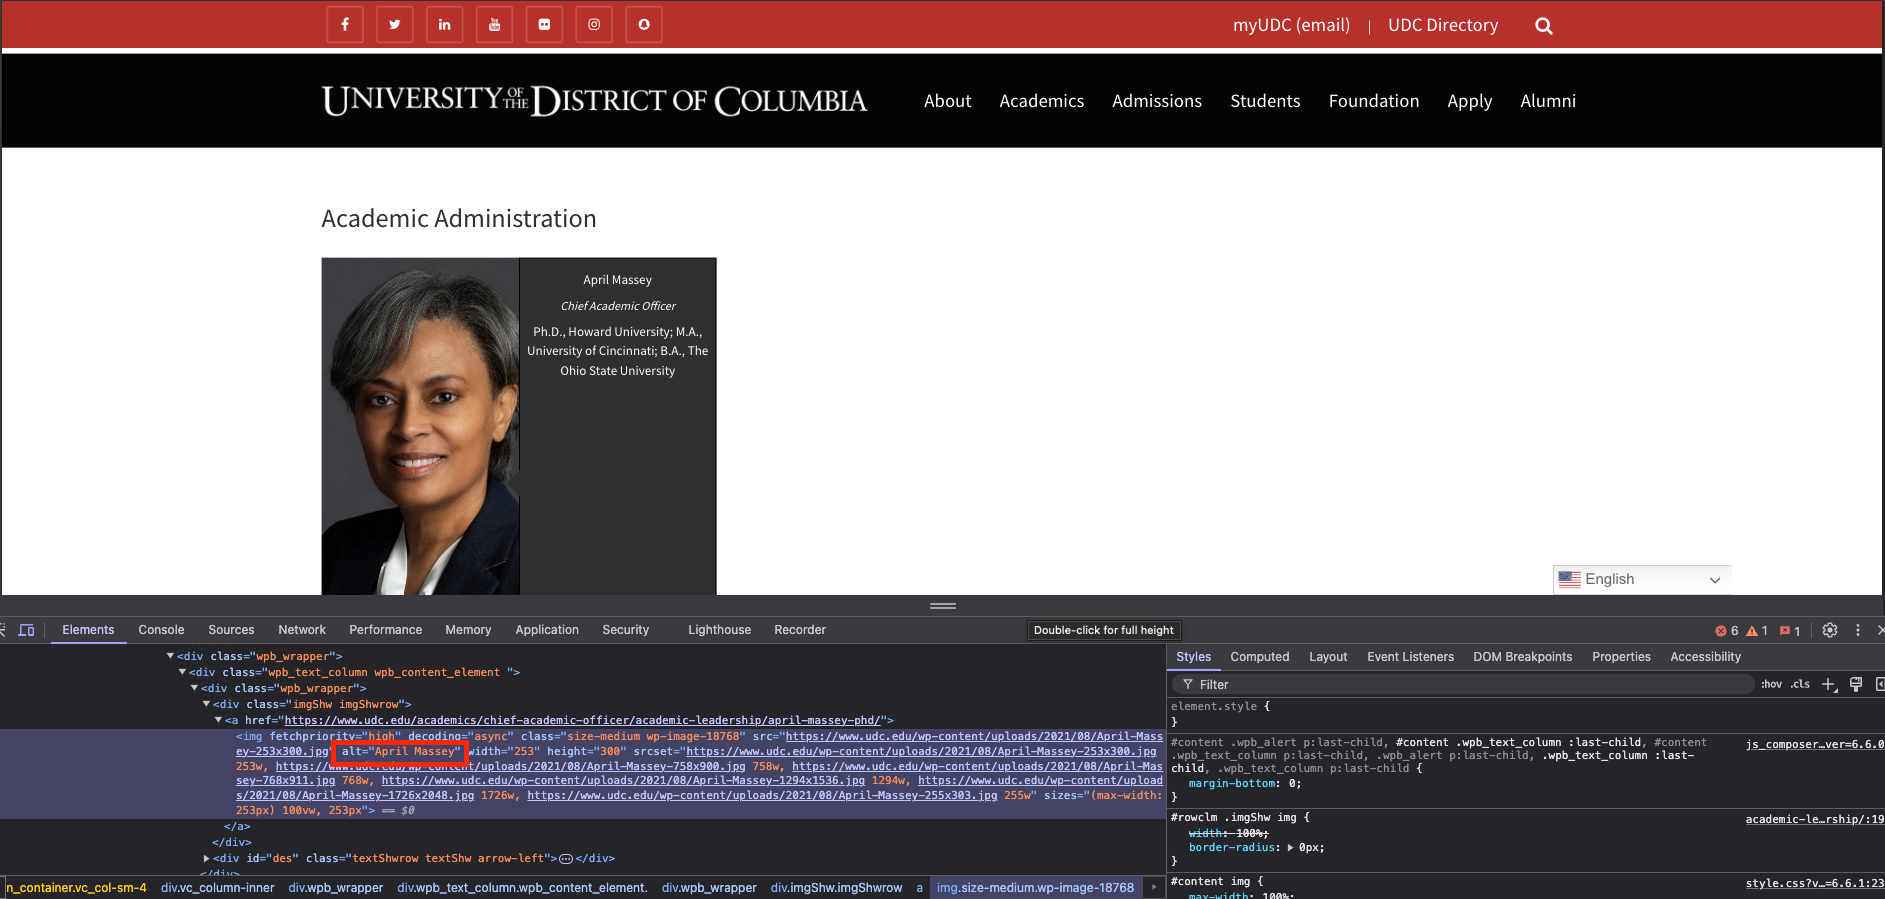 myUDC (email) | UDC Directory
UNIVERSITY OF THE DISTRICT OF COLUMBIA
About Academics Admissions Students Foundation Apply Alumni
Academic Administration
April Massey
Chief Academic Officer
Ph.D., Howard University; M.A.,
University of Cincinnati; B.A., The
Ohio State University
English
Elements Console Sources Network Performance Memory Application Security Lighthouse Recorder
Double-click for full height
6 1 1
<div class="wpb_wrapper">
<div class="wpb_text_column wpb_content_element ">
<div class="wpb_wrapper">
<div class="imgShw imgShwrow">
<a href="https://www.udc.edu/academics/chief-academic-officer/academic-leadership/april-massey-phd/">
<img fetchpriority="high" decoding="async" class="size-medium wp-image-18768" src="https://www.udc.edu/wp-content/uploads/2021/08/April-Mass
ey-253x300.jpg" alt="April Massey" width="253" height="300" srcset="https://www.udc.edu/wp-content/uploads/2021/08/April-Massey-253x300.jpg
253w, https://www.udc.edu/wp-content/uploads/2021/08/April-Massey-758x900.jpg 758w, https://www.udc.edu/wp-content/uploads/2021/08/April-Mas
sey-768x911.jpg 768w, https://www.udc.edu/wp-content/uploads/2021/08/April-Massey-1294x1536.jpg 1294w, https://www.udc.edu/wp-content/upload
s/2021/08/April-Massey-1726x2048.jpg 1726w, https://www.udc.edu/wp-content/uploads/2021/08/April-Massey-255x303.jpg 255w" sizes="(max-width:
253px) 100vw, 253px"> == $0
</a>
</div>
<div id="des" class="textShwrow textShw arrow-left"> </div>
</div>
n_container.vc_col-sm-4 div.vc_column-inner div.wpb_wrapper div.wpb_text_column.wpb_content_element. div.wpb_wrapper div.imgShw.imgShwrow a img.size-medium.wp-image-18768
Styles Computed Layout Event Listeners DOM Breakpoints Properties Accessibility
Filter :hov .cls
element.style {
}
#content .wpb_alert p:last-child, #content .wpb_text_column :last-child, #content js_composer…ver=6.6.0
.wpb_text_column p:last-child, .wpb_alert p:last-child, .wpb_text_column :last-
child, .wpb_text_column p:last-child {
margin-bottom: 0;
}
#rowclm .imgShw img { academic-le…rship/:19
width: 100%;
border-radius: 0px;
}
#content img { style.css?v…=6.6.1:23
max-width: 100%;